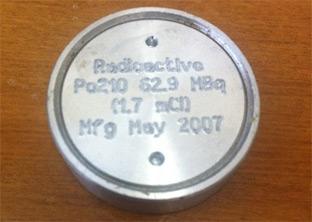 Radioactive
Po210 62.9 MBq
(1.7 mCi)
Mfg May 2007